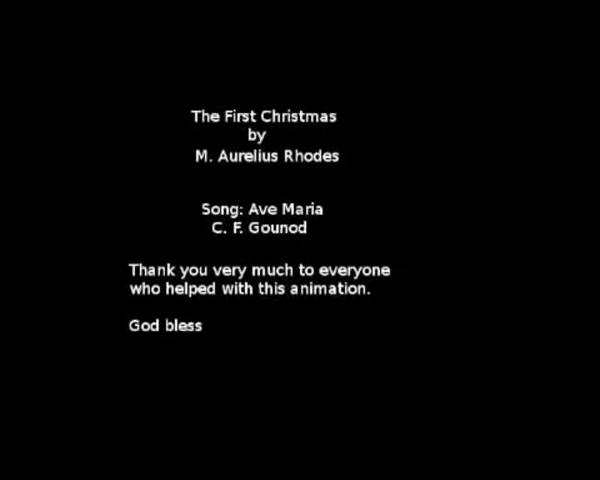 The First Christmas
by
M. Aurelius Rhodes
Song: Ave Maria
C. F. Gounod
Thank you very much to everyone
who helped with this animation.
God bless